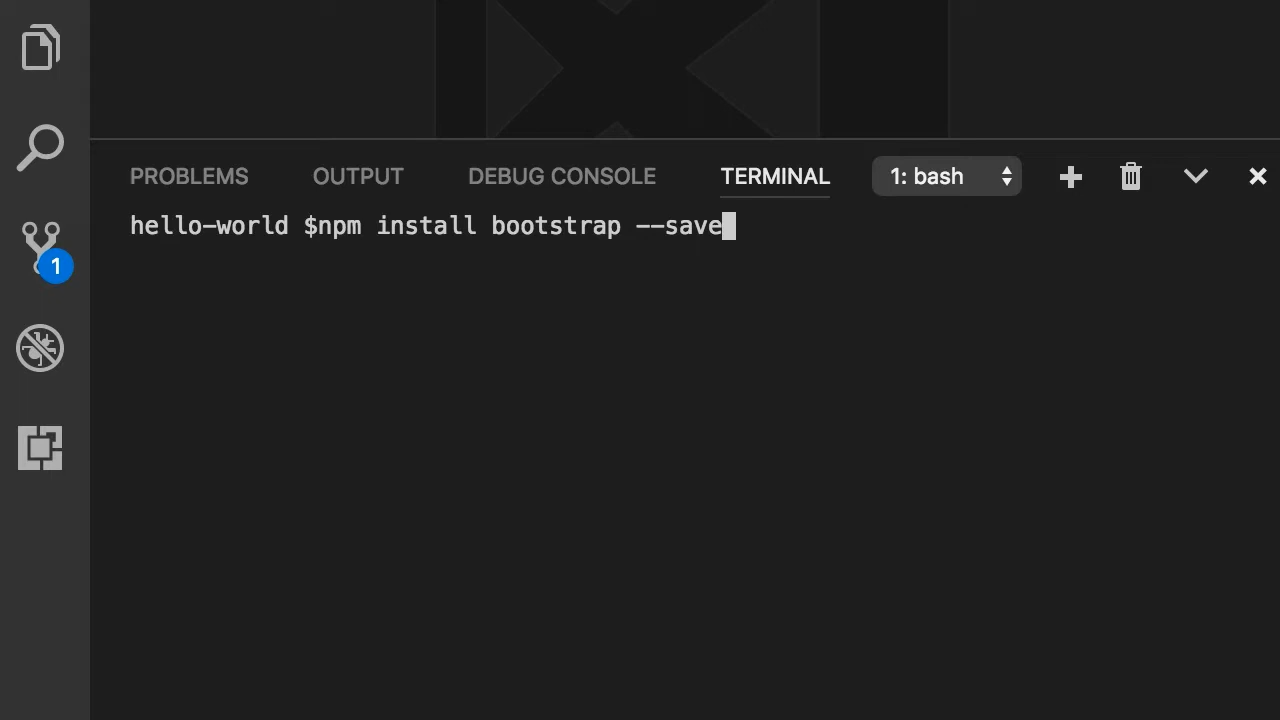 PROBLEMS OUTPUT DEBUG CONSOLE TERMINAL 1: bash
hello-world $npm install bootstrap --save
1